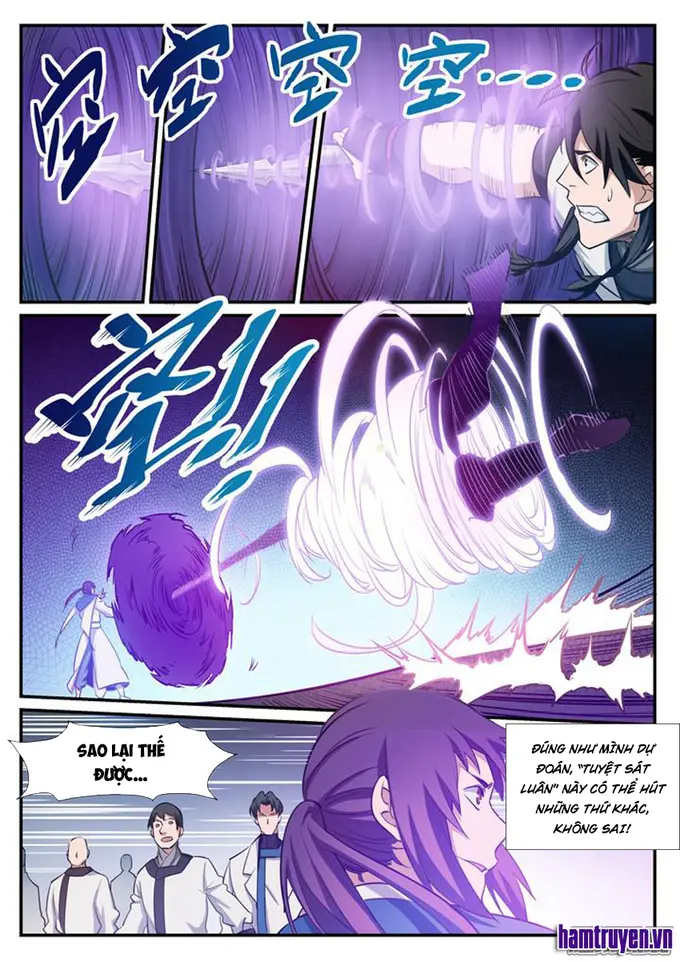 空空空空....
空!!
SAO LẠI THẾ
ĐƯỢC...
ĐÚNG NHƯ MÌNH DỰ
ĐOÁN, "TUYỆT SÁT
LUÂN" NÀY CÓ THỂ HÚT
NHỮNG THỨ KHÁC,
KHÔNG SAI!
hamtruyen.vn